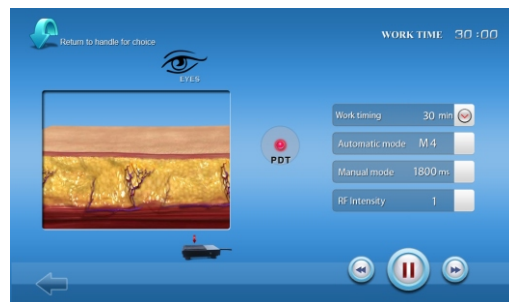 Return to handle for choice
WORK TIME 30:00
EYES
Work timing 30 min
Automatic mode M 4
PDT
Manual mode 1800 ms
RF Intensity 1